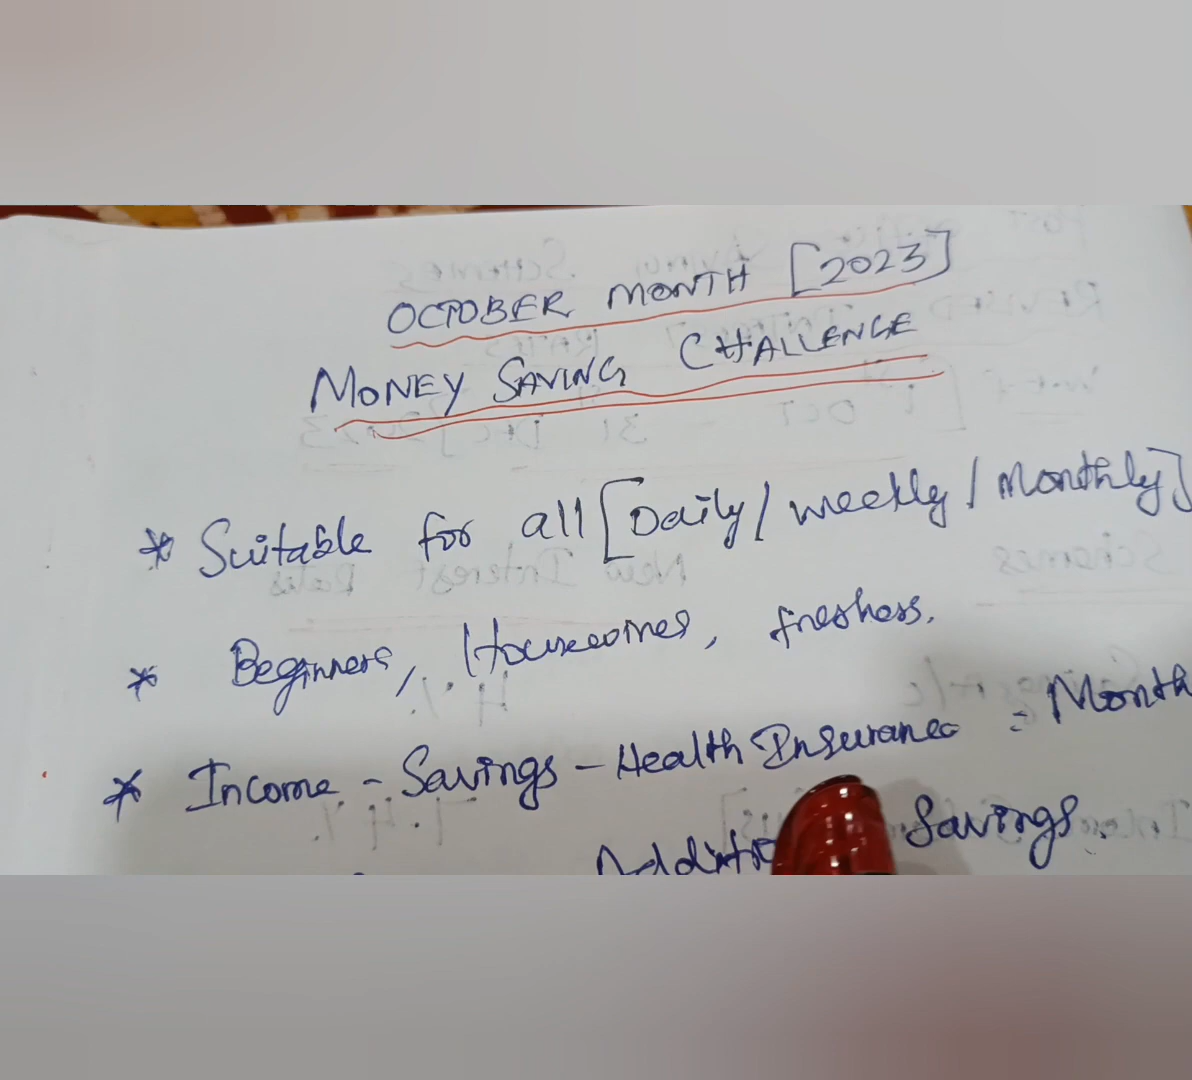 OCTOBER MONTH [2023]
MONEY SAVING CHALLENGE
* Suitable for all [Daily / weekly / Monthly]
* Beginners, Housewives, freshers.
* Income - Savings - Health Insurance = Month
Savings.